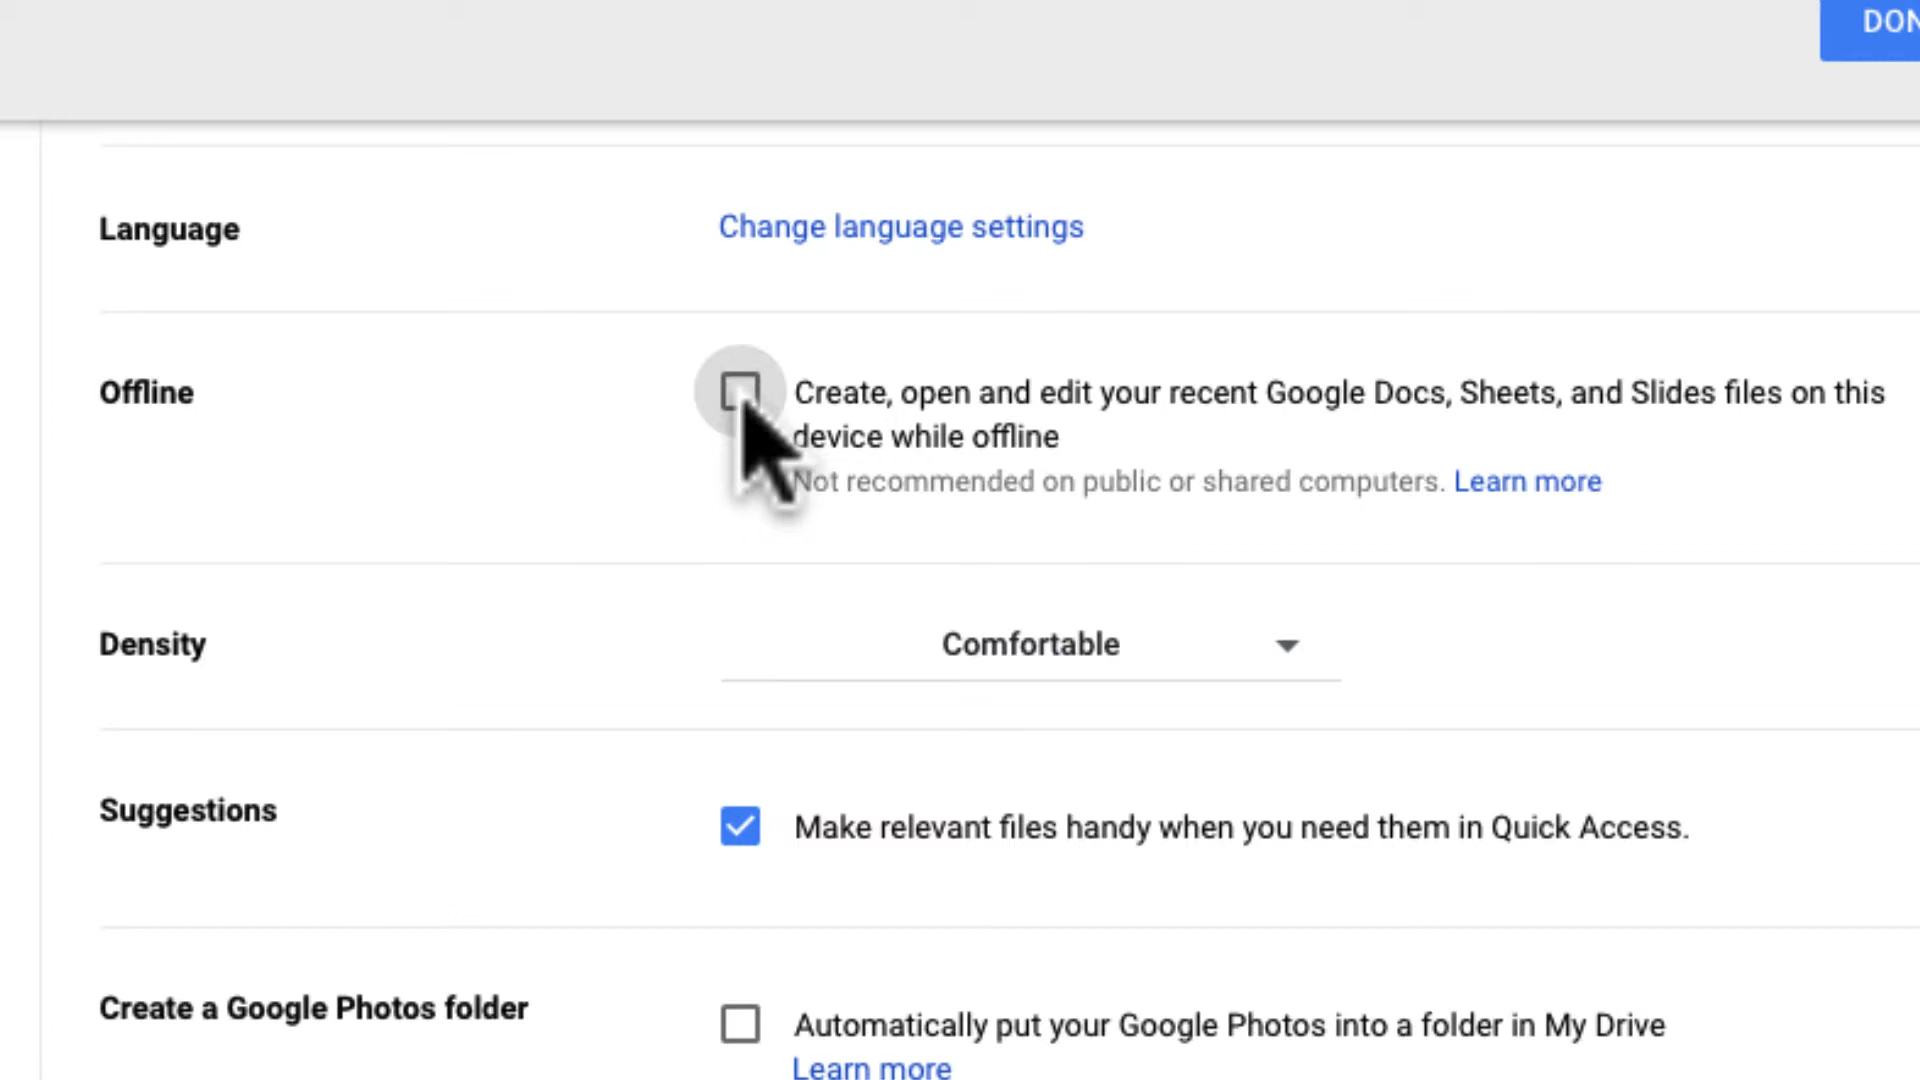 DON
Language
Change language settings
Offline
Create, open and edit your recent Google Docs, Sheets, and Slides files on this
device while offline
Not recommended on public or shared computers. Learn more
Density
Comfortable
Suggestions
Make relevant files handy when you need them in Quick Access.
Create a Google Photos folder
Automatically put your Google Photos into a folder in My Drive
Learn more